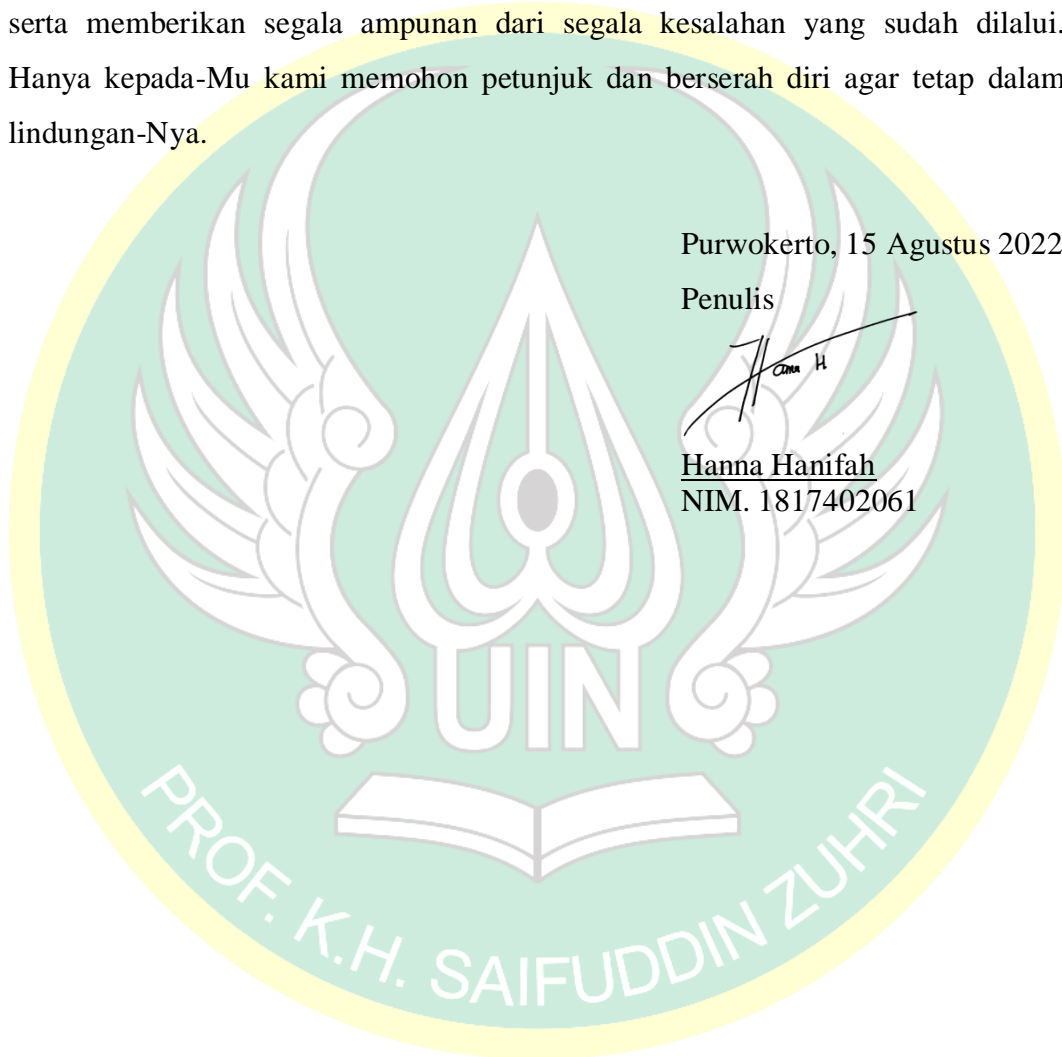 serta memberikan segala ampunan dari segala kesalahan yang sudah dilalui.
Hanya kepada-Mu kami memohon petunjuk dan berserah diri agar tetap dalam
lindungan-Nya.
Purwokerto, 15 Agustus 2022
Penulis
Hanna H
Hanna Hanifah
NIM. 1817402061
UIN
PROF. K.H. SAIFUDDIN ZUHRI